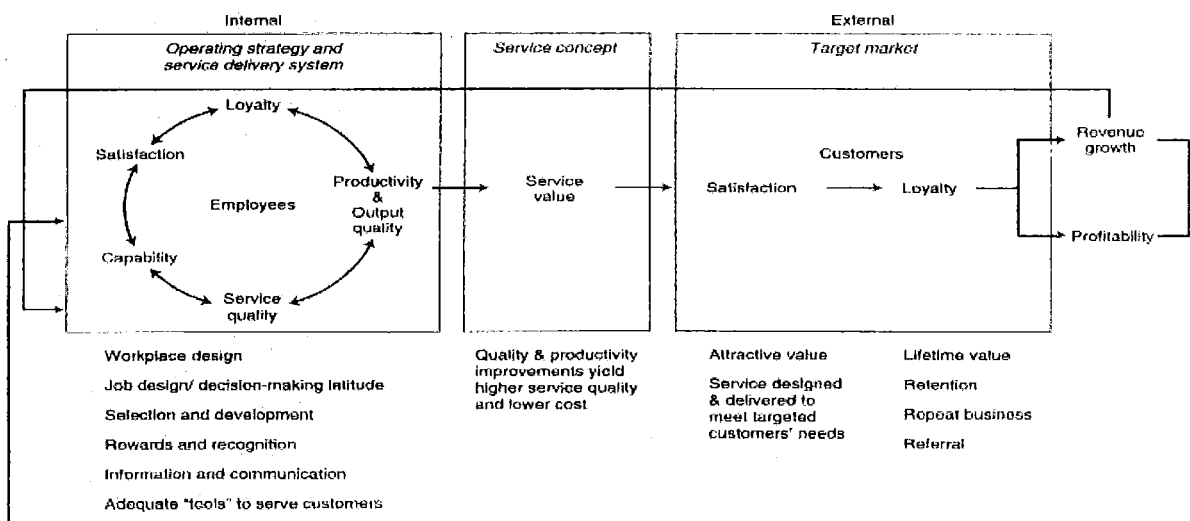 Internal
External
Operating strategy and
service delivery system
Service concept
Target market
Loyalty
Satisfaction
Employees
Productivity
&
Output
quality
Capability
Service
quality
Service
value
Customers
Satisfaction
Loyalty
Revenue
growth
Profitability
Workplace design
Job design/ decision-making latitude
Selection and development
Rewards and recognition
Information and communication
Adequate "tools" to serve customers
Quality & productivity
improvements yield
higher service quality
and lower cost
Attractive value
Service designed
& delivered to
meet targeted
customers' needs
Lifetime value
Retention
Repeat business
Referral